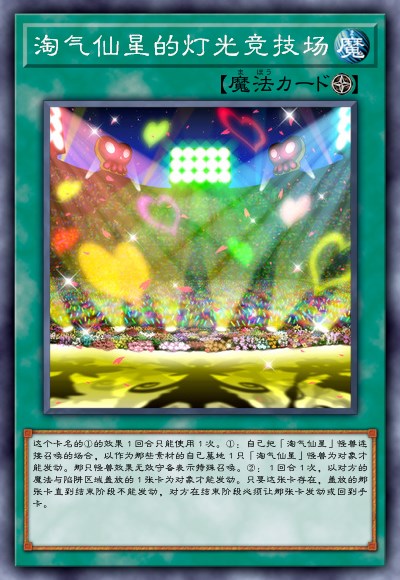 淘气仙星的灯光竞技场 魔
【魔法カード】
まほう
这个卡名的①的效果1回合只能使用1次。①:自己把「淘气仙星」怪兽连
接召唤的场合,以作为那些素材的自己墓地1只「淘气仙星」怪兽为对象才
能发动。那只怪兽效果无效守备表示特殊召唤。②:1回合1次,以对方的
魔法与陷阱区域盖放的1张卡为对象才能发动。只要这张卡存在,盖放的那
张卡直到结束阶段不能发动,对方在结束阶段必须让那张卡发动或回到手
卡。